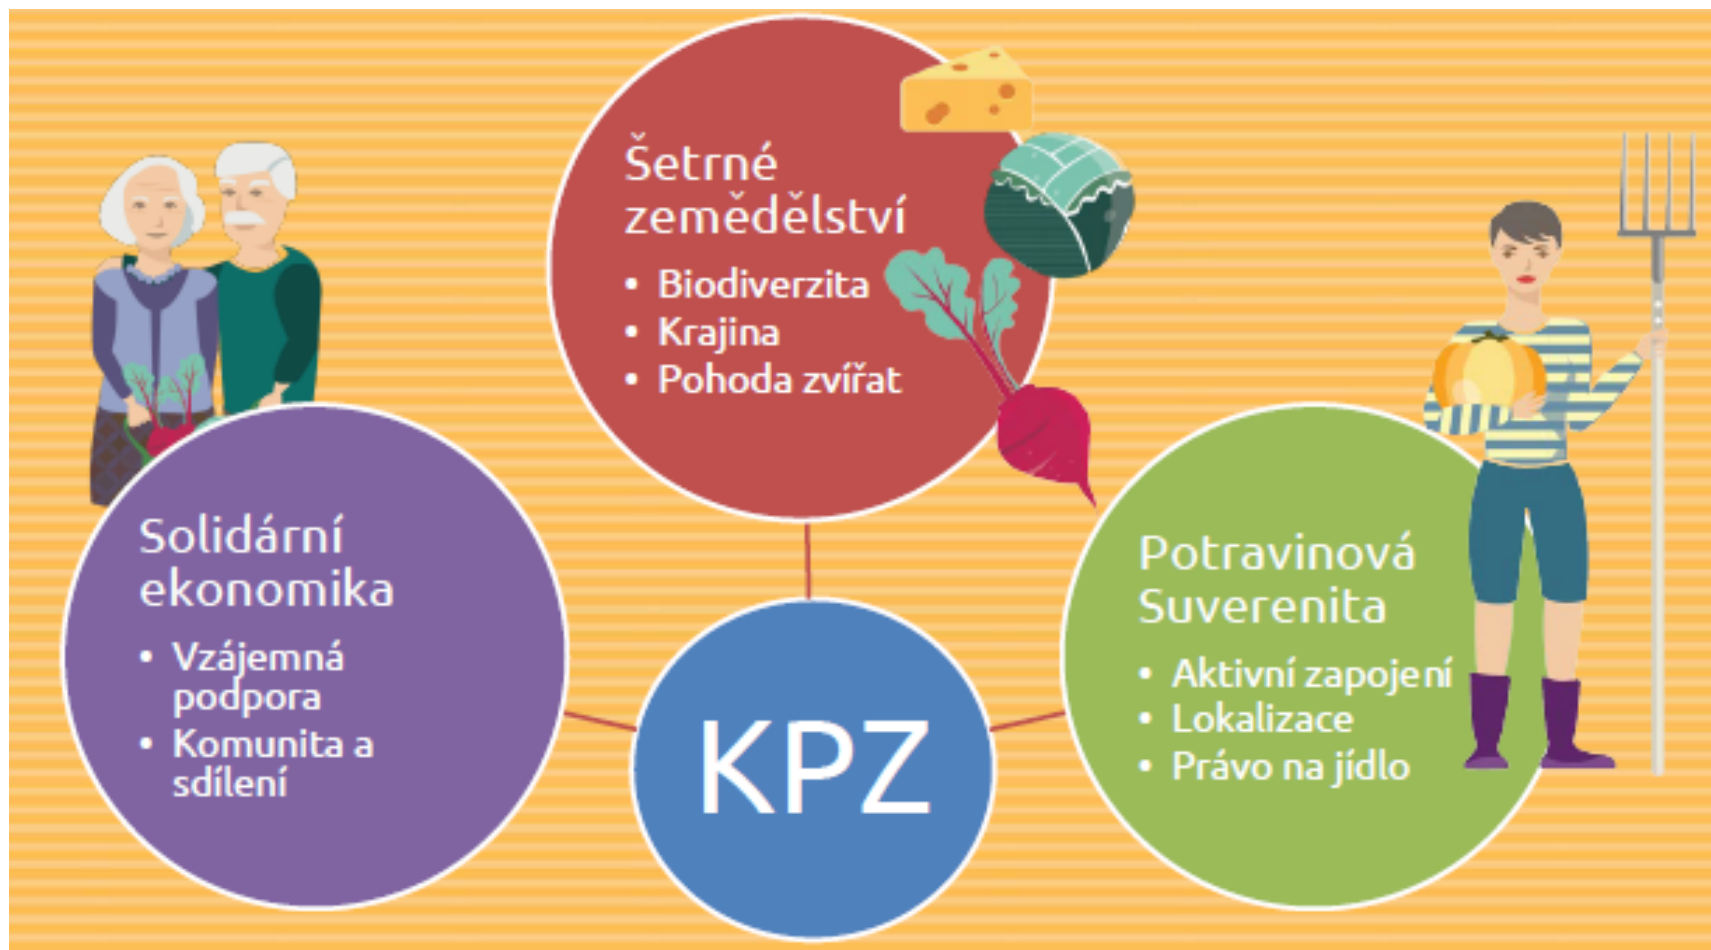 Šetrné
zemědělství
• Biodiverzita
• Krajina
• Pohoda zvířat
Solidární
ekonomika
• Vzájemná
podpora
• Komunita a
sdílení
Potravinová
Suverenita
• Aktivní zapojení
• Lokalizace
• Právo na jídlo
KPZ